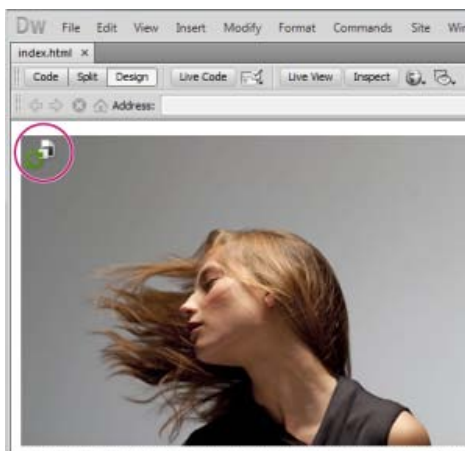 DW File Edit View Insert Modify Format Commands Site Wi
index.html ×
Code Split Design Live Code Live View Inspect
Address: